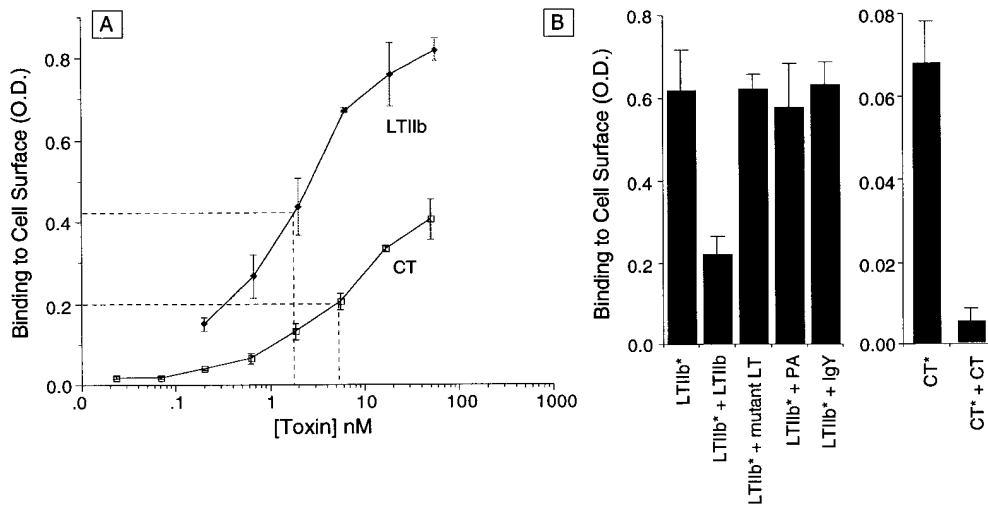 A
Binding to Cell Surface (O.D.)
0.8
0.6
0.4
0.2
0.0
LTIIb
CT
.0
.1
1
10
100
1000
[Toxin] nM
B
Binding to Cell Surface (O.D.)
0.8
0.6
0.4
0.2
0.0
LTIIb*
LTIIb* + LTIIb
LTIIb* + mutant LT
LTIIb* + PA
LTIIb* + IgY
0.08
0.06
0.04
0.02
0.00
CT*
CT* + CT